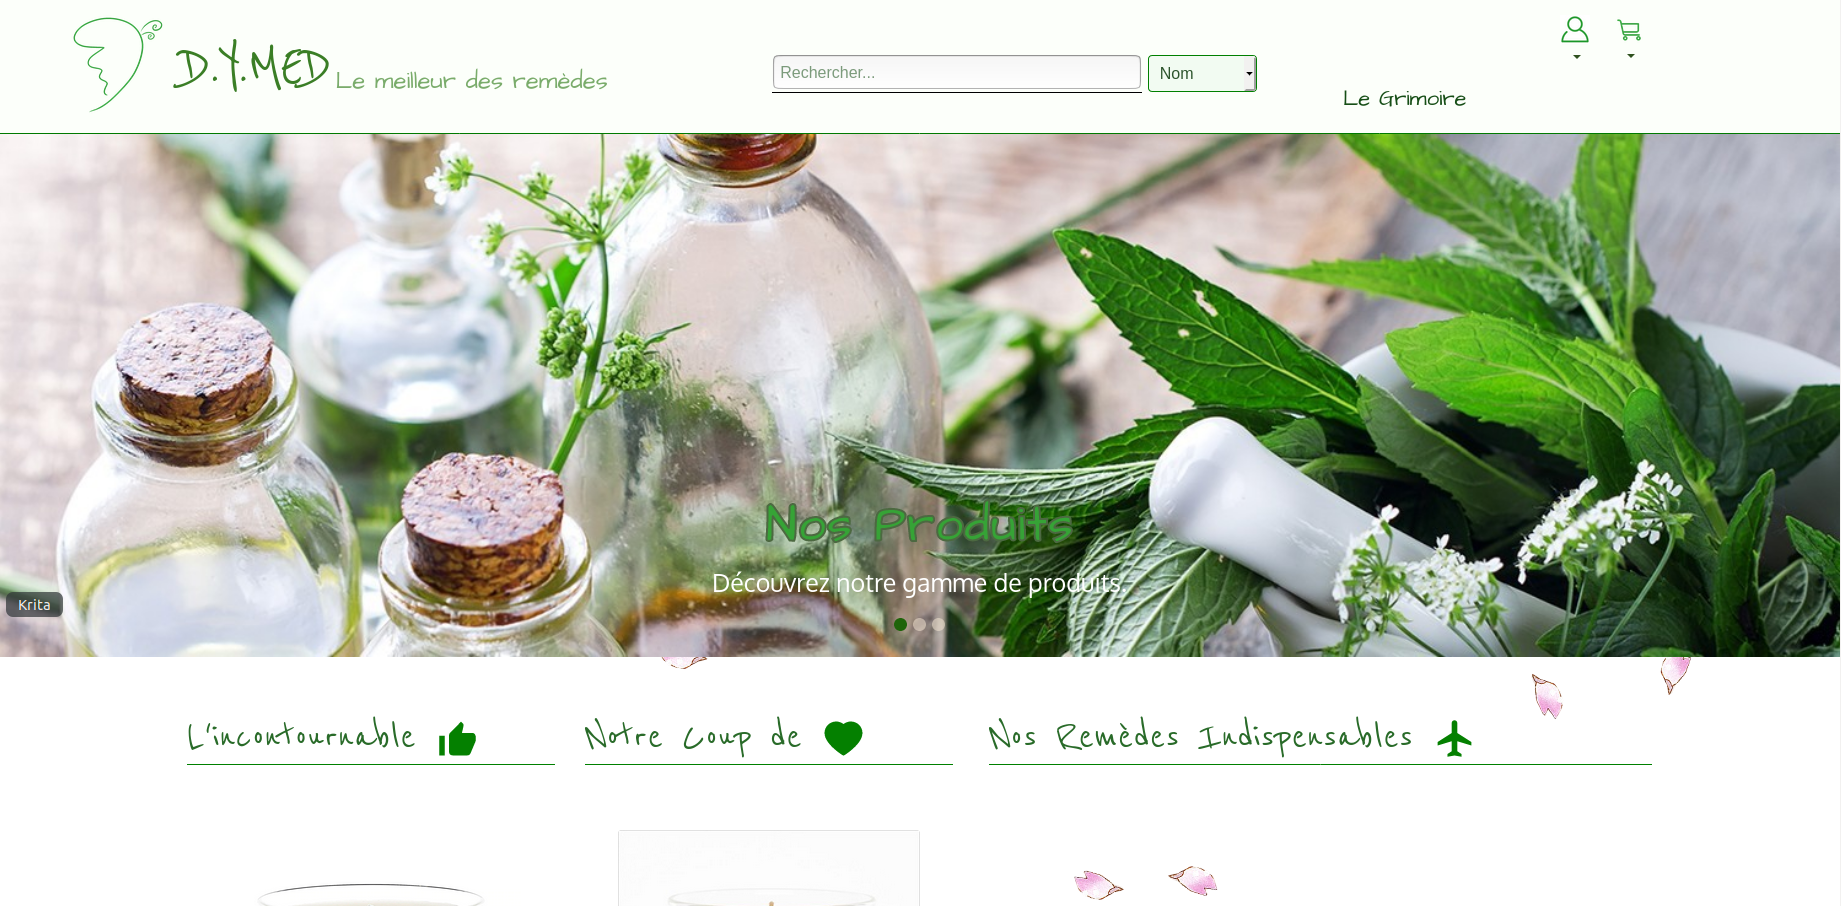 D.Y.MED
Le meilleur des remèdes
Rechercher...
Nom
Le Grimoire
Nos Produits
Découvrez notre gamme de produits.
Krita
L'incontournable
Notre Coup de
Nos Remèdes Indispensables